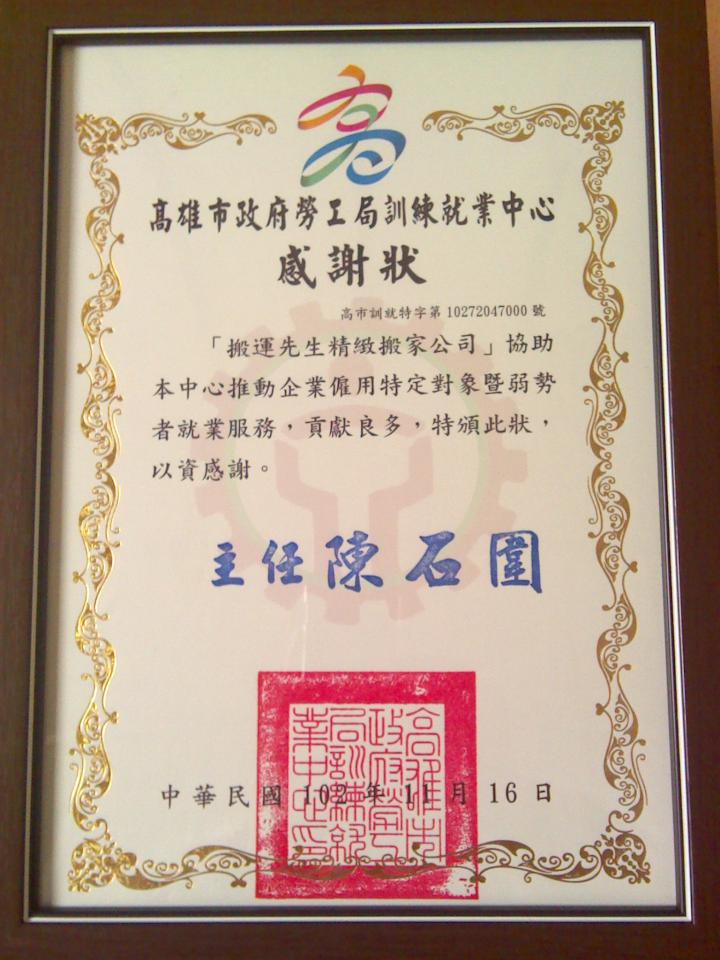 高雄市政府勞工局訓練就業中心
感謝狀
高市訓就特字第10272047000號
「搬運先生精緻搬家公司」協助
本中心推動企業僱用特定對象暨弱勢
者就業服務，貢獻良多，特頒此狀，
以資感謝。
主任陳石圍
中華民國 102 年 11 月 16 日